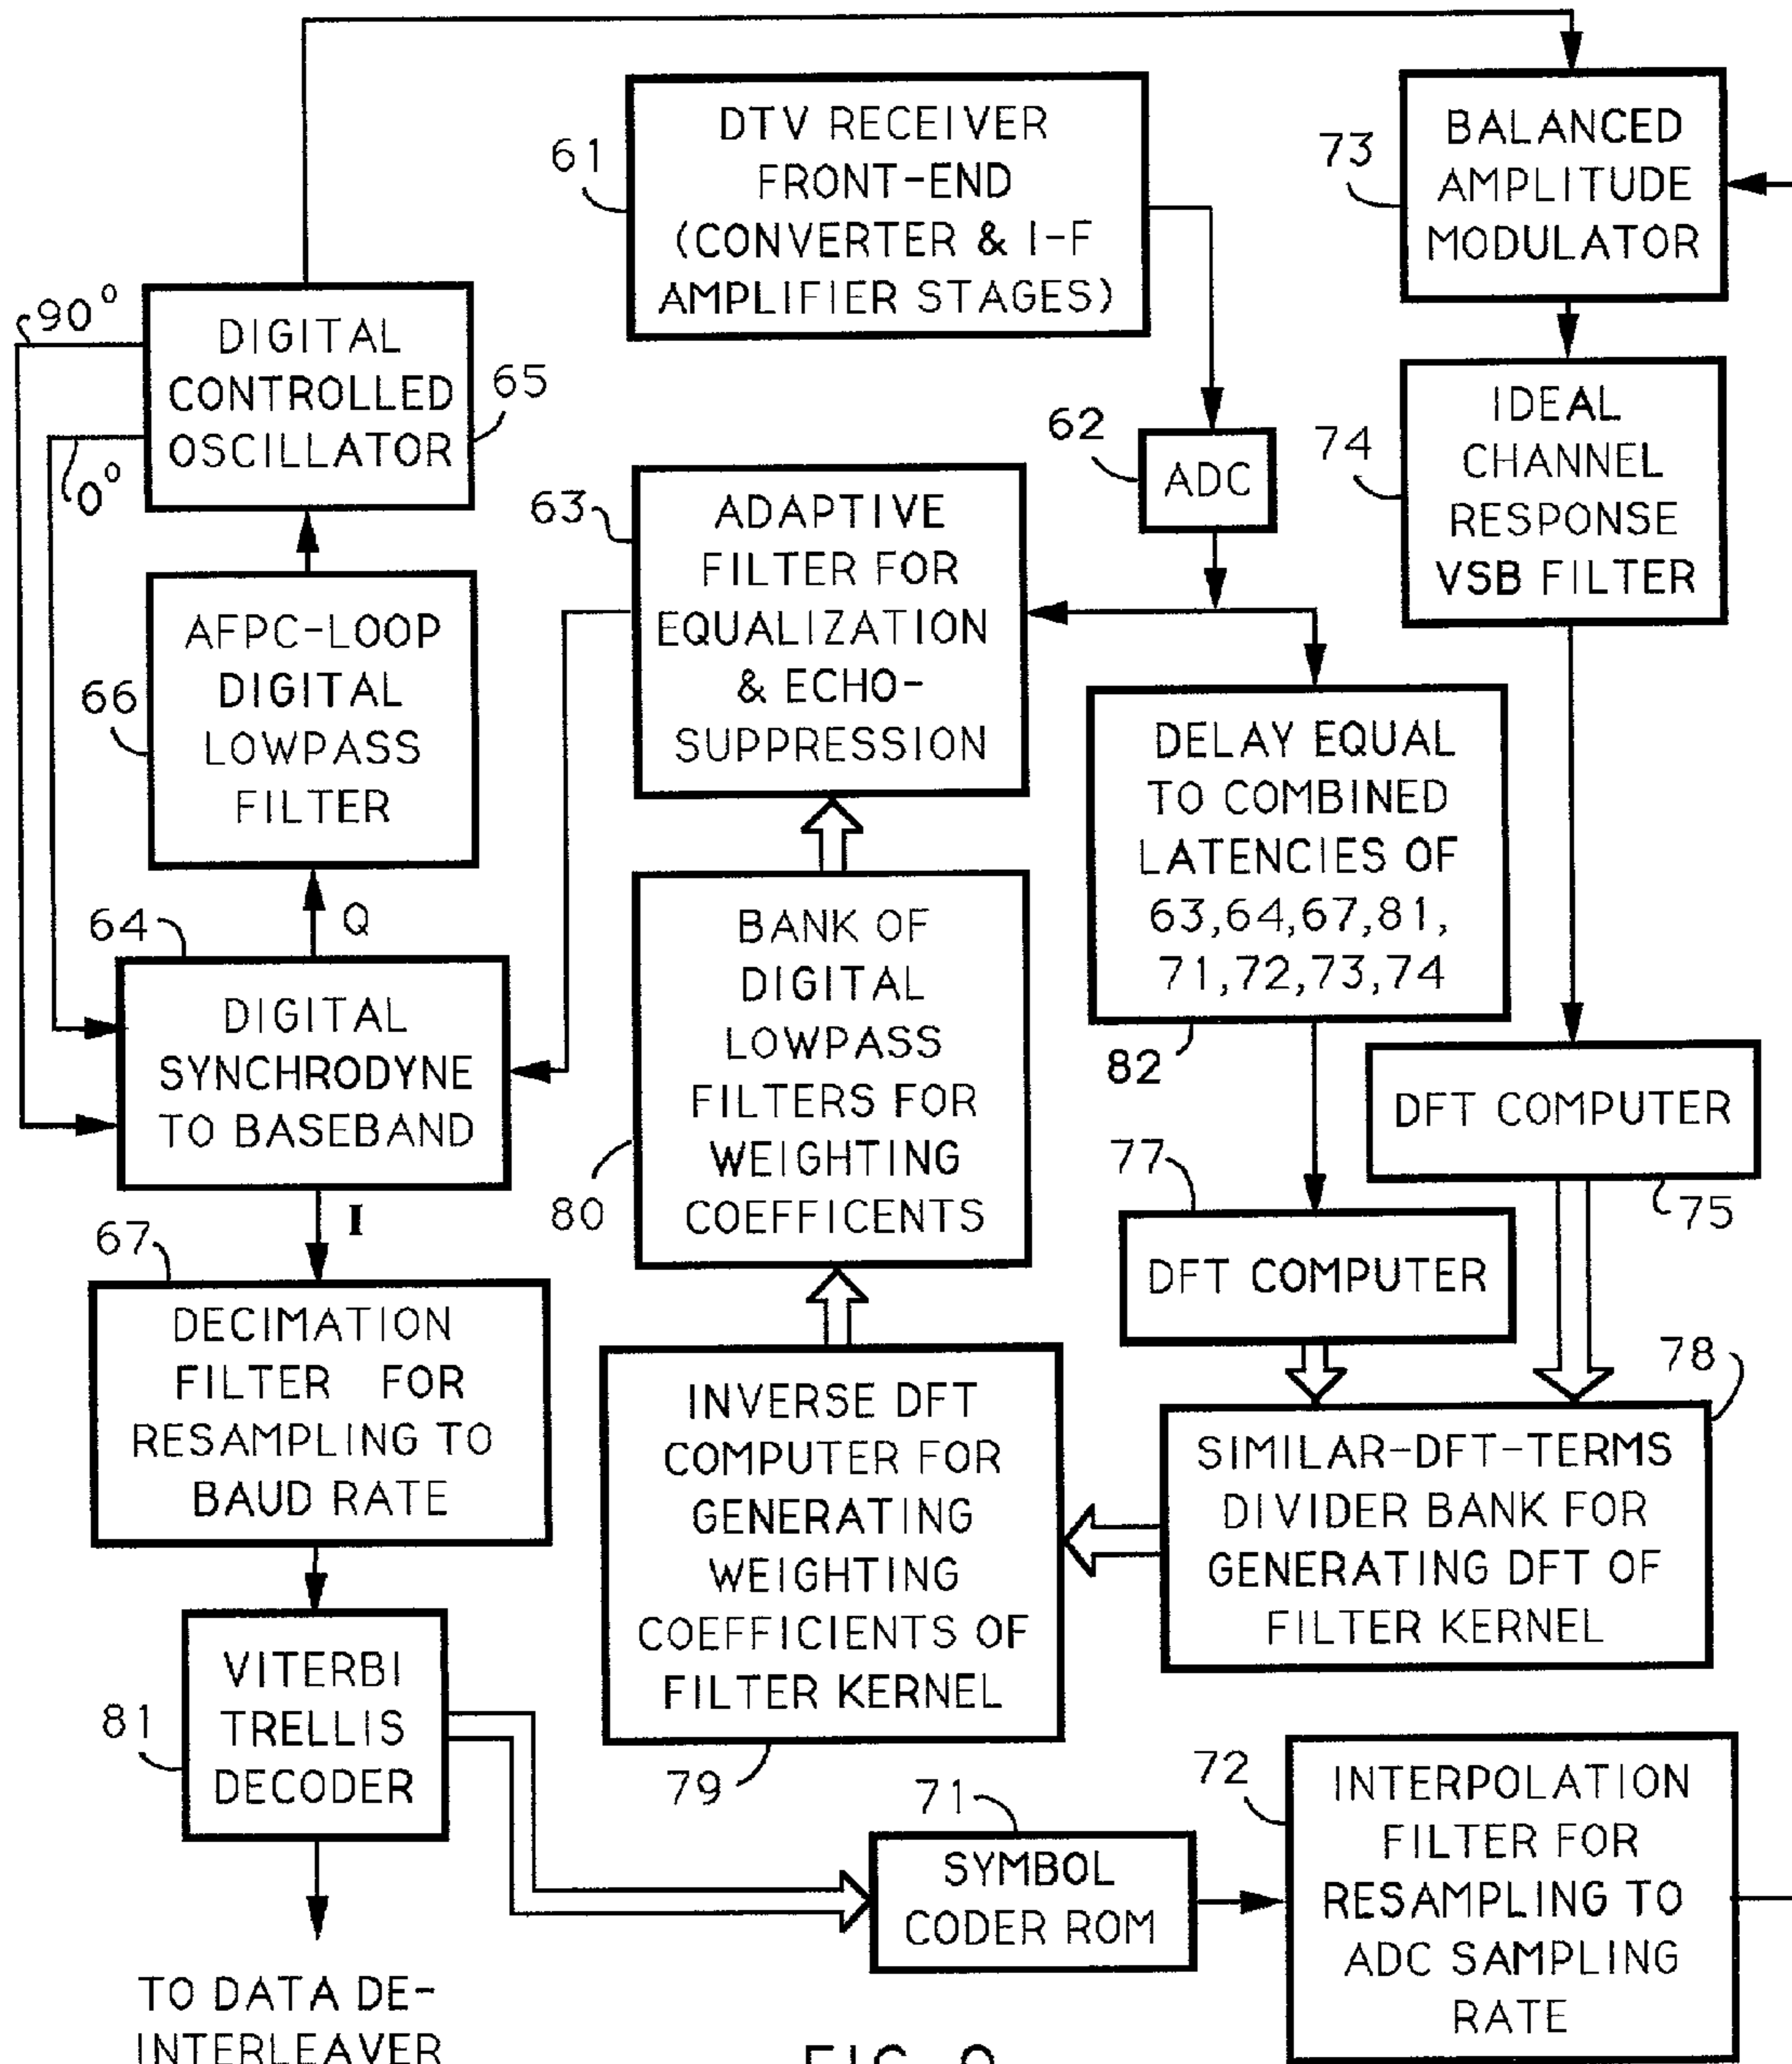 DTV RECEIVER
FRONT-END
(CONVERTER & I-F
AMPLIFIER STAGES)
61
BALANCED
AMPLITUDE
MODULATOR
73
90°
0°
DIGITAL
CONTROLLED
OSCILLATOR
65
62
ADC
IDEAL
CHANNEL
RESPONSE
VSB FILTER
74
63
ADAPTIVE
FILTER FOR
EQUALIZATION
& ECHO-
SUPPRESSION
AFPC-LOOP
DIGITAL
LOWPASS
FILTER
66
DELAY EQUAL
TO COMBINED
LATENCIES OF
63,64,67,81,
71,72,73,74
82
64
Q
DIGITAL
SYNCHRODYNE
TO BASEBAND
I
BANK OF
DIGITAL
LOWPASS
FILTERS FOR
WEIGHTING
COEFFICENTS
80
DFT COMPUTER
75
77
DFT COMPUTER
67
DECIMATION
FILTER FOR
RESAMPLING TO
BAUD RATE
INVERSE DFT
COMPUTER FOR
GENERATING
WEIGHTING
COEFFICIENTS OF
FILTER KERNEL
79
78
SIMILAR-DFT-TERMS
DIVIDER BANK FOR
GENERATING DFT OF
FILTER KERNEL
81
VITERBI
TRELLIS
DECODER
71
SYMBOL
CODER ROM
72
INTERPOLATION
FILTER FOR
RESAMPLING TO
ADC SAMPLING
RATE
TO DATA DE-
INTERLEAVER
FIG.